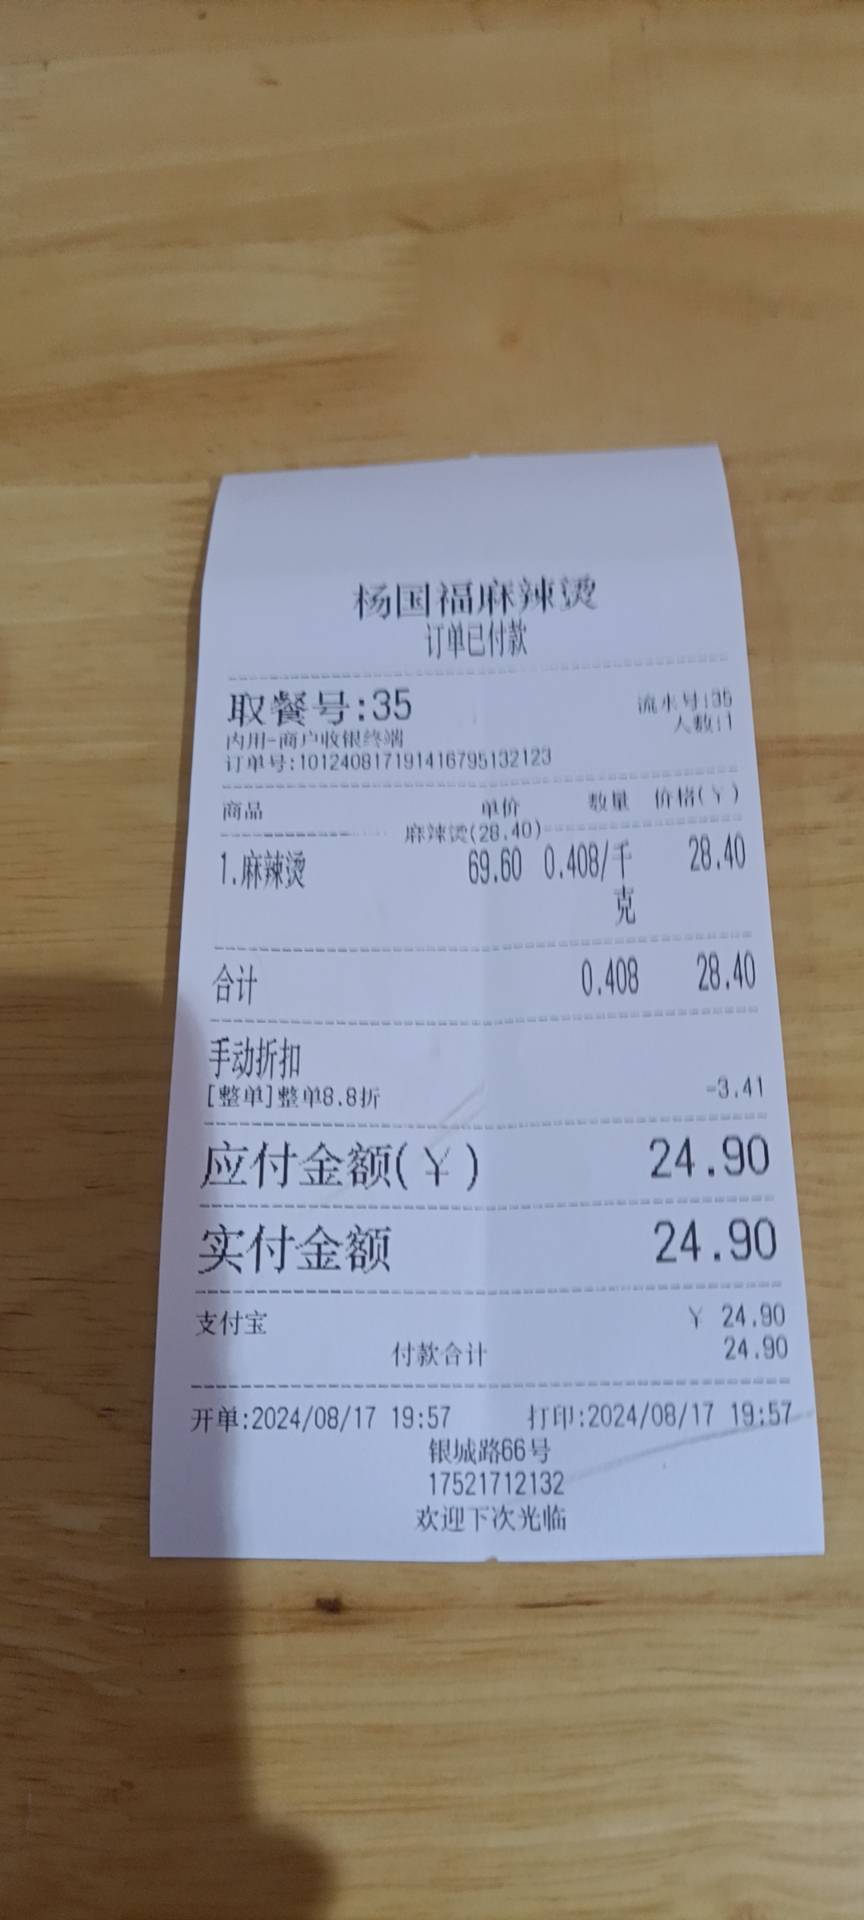 杨国福麻辣烫
订单已付款
取餐号:35
流水号:35
人数:1
内用-商户收银终端
订单号:101240817191416795132123
商品 单价 数量 价格(¥)
麻辣烫(28.40)
1.麻辣烫 69.60 0.408/千克 28.40
合计 0.408 28.40
手动折扣
[整单]整单8.8折 -3.41
应付金额(¥) 24.90
实付金额 24.90
支付宝 ¥ 24.90
付款合计 24.90
开单:2024/08/17 19:57 打印:2024/08/17 19:57
银城路66号
17521712132
欢迎下次光临